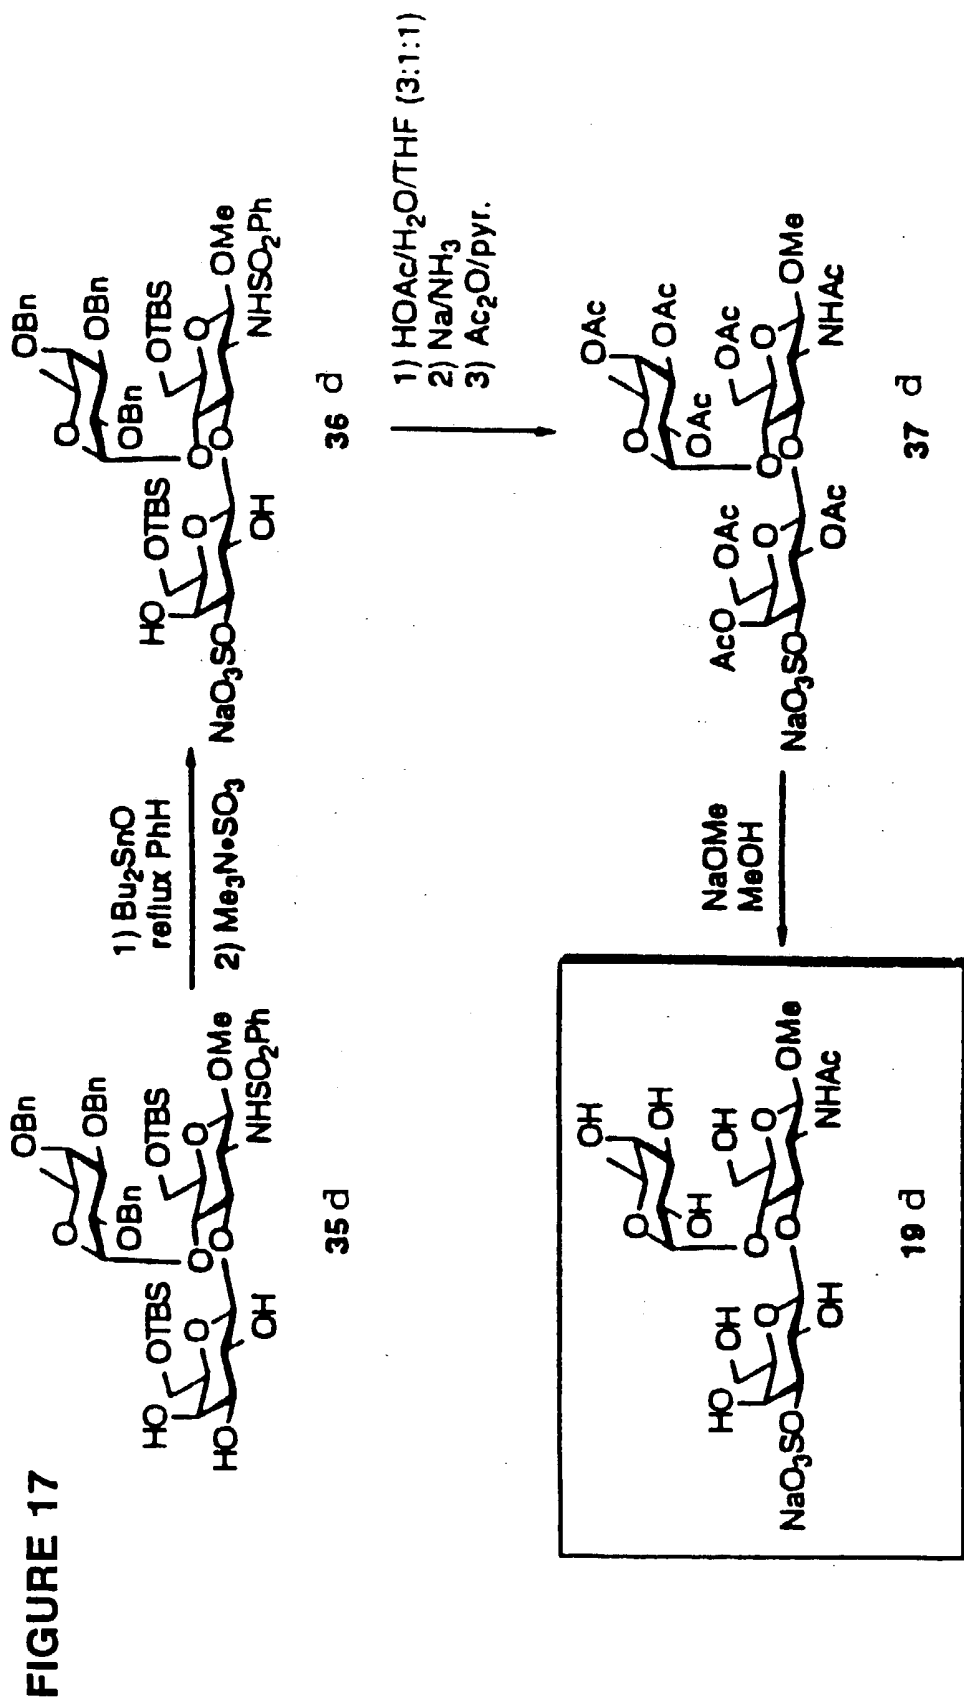 FIGURE 17
HO
OTBS
O
HO
OH
O
OBn
OBn
OBn
O
O
OTBS
O
OMe
NHSO2Ph
35 d
1) Bu2SnO
reflux PhH
2) Me3N•SO3
HO
OTBS
O
NaO3SO
OH
O
OBn
OBn
OBn
O
O
OTBS
O
OMe
NHSO2Ph
36 d
1) HOAc/H2O/THF (3:1:1)
2) Na/NH3
3) Ac2O/pyr.
AcO
OAc
O
NaO3SO
OAc
O
OAc
OAc
OAc
O
O
OAc
O
OMe
NHAc
37 d
NaOMe
MeOH
HO
OH
O
NaO3SO
OH
O
OH
OH
OH
O
O
OH
O
OMe
NHAc
19 d